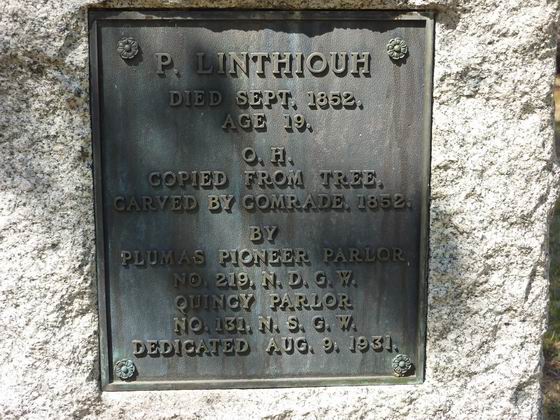 P. LINTHIOUH
DIED SEPT. 1852.
AGE 19.
O. H.
COPIED FROM TREE.
CARVED BY COMRADE. 1852.
BY
PLUMAS PIONEER PARLOR
NO. 219. N. D. G. W.
QUINCY PARLOR
NO. 131. N. S. G. W.
DEDICATED AUG. 9. 1931.